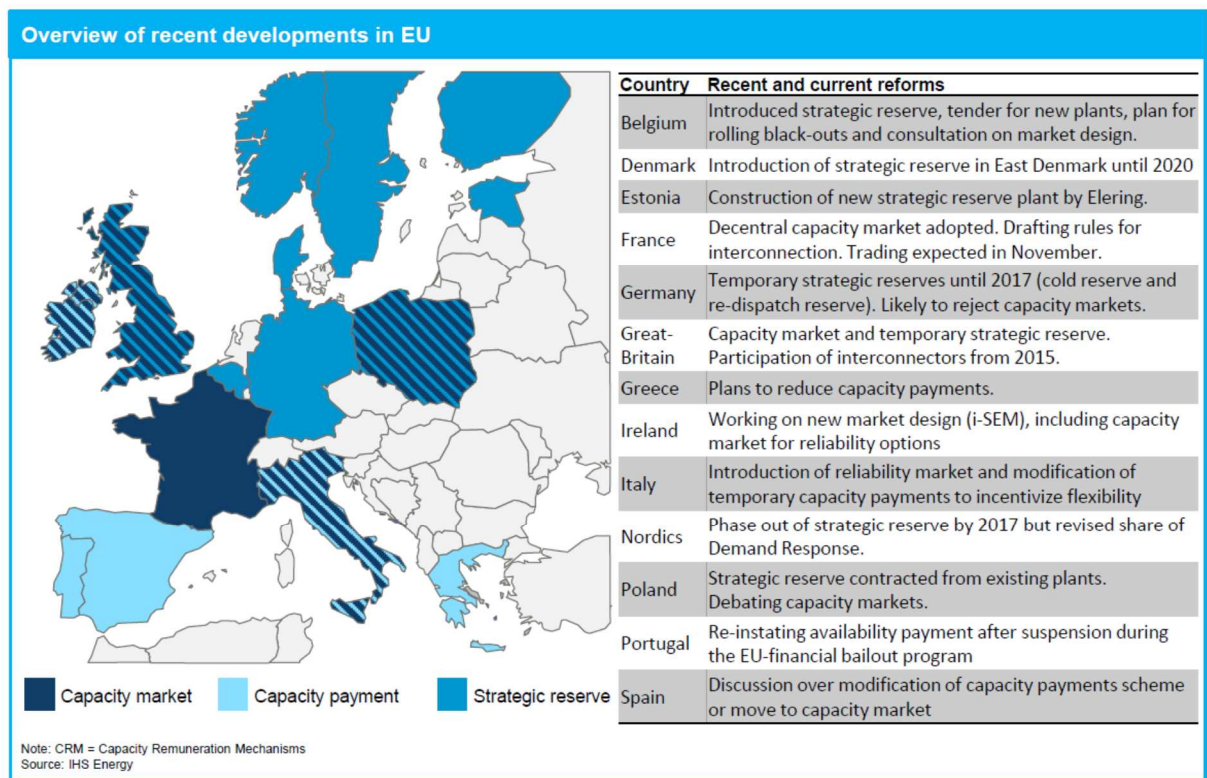 Overview of recent developments in EU
Country Recent and current reforms
Belgium Introduced strategic reserve, tender for new plants, plan for
rolling black-outs and consultation on market design.
Denmark Introduction of strategic reserve in East Denmark until 2020
Estonia Construction of new strategic reserve plant by Elering.
France Decentral capacity market adopted. Drafting rules for
interconnection. Trading expected in November.
Germany Temporary strategic reserves until 2017 (cold reserve and
re-dispatch reserve). Likely to reject capacity markets.
Great- Capacity market and temporary strategic reserve.
Britain Participation of interconnectors from 2015.
Greece Plans to reduce capacity payments.
Ireland Working on new market design (i-SEM), including capacity
market for reliability options
Italy Introduction of reliability market and modification of
temporary capacity payments to incentivize flexibility
Nordics Phase out of strategic reserve by 2017 but revised share of
Demand Response.
Poland Strategic reserve contracted from existing plants.
Debating capacity markets.
Portugal Re-instating availability payment after suspension during
the EU-financial bailout program
Spain Discussion over modification of capacity payments scheme
or move to capacity market
Capacity market Capacity payment Strategic reserve
Note: CRM = Capacity Remuneration Mechanisms
Source: IHS Energy